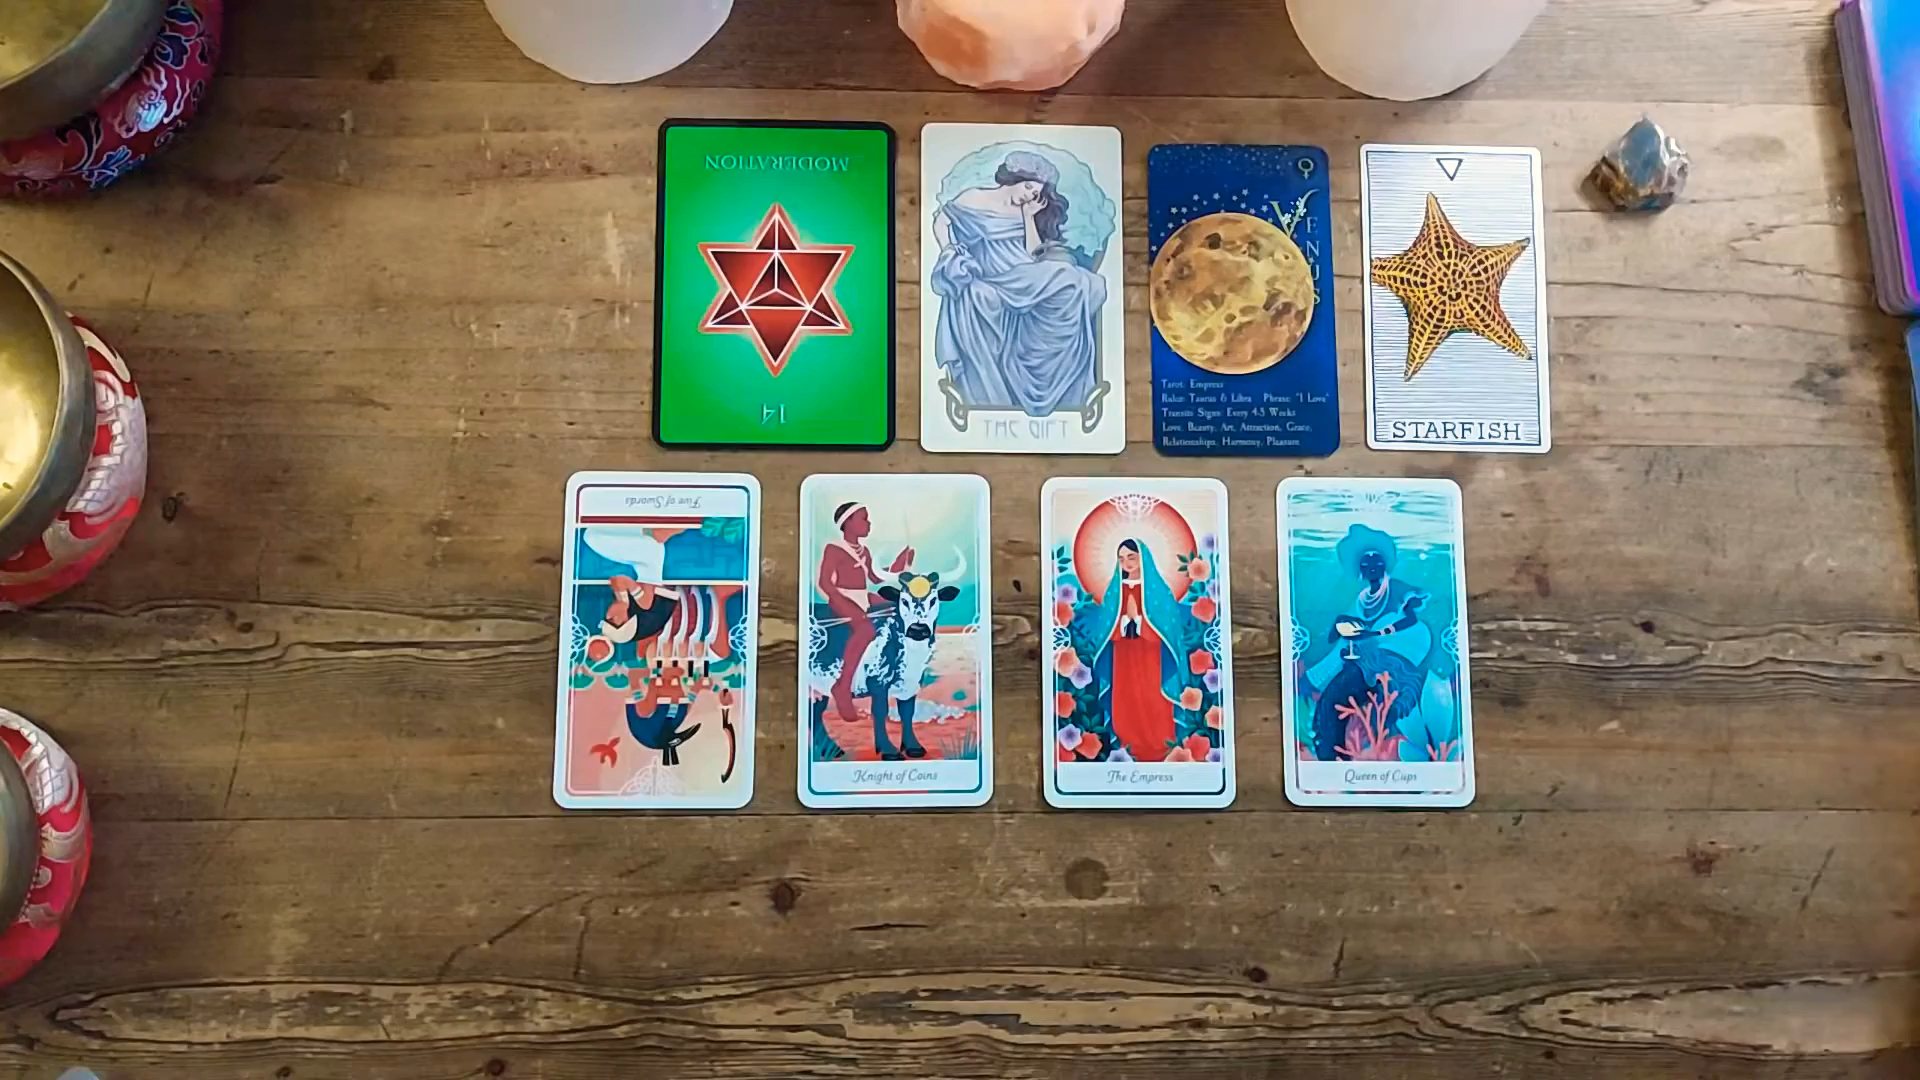 MODERATION
14
THE GIFT
VENUS
Tarot: Empress
Rules: Taurus & Libra Phrase: "I Love"
Transits Signs: Every 4-5 Weeks
Love, Beauty, Art, Attraction, Grace,
Relationships, Harmony, Pleasure
STARFISH
Five of Swords
Knight of Coins
The Empress
Queen of Cups